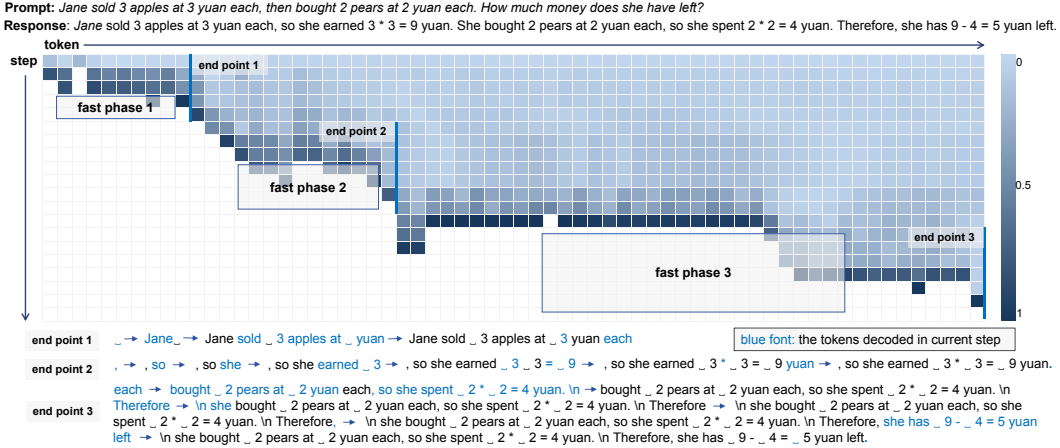 Prompt: Jane sold 3 apples at 3 yuan each, then bought 2 pears at 2 yuan each. How much money does she have left?
Response: Jane sold 3 apples at 3 yuan each, so she earned 3 * 3 = 9 yuan. She bought 2 pears at 2 yuan each, so she spent 2 * 2 = 4 yuan. Therefore, she has 9 - 4 = 5 yuan left.
token
step
end point 1
fast phase 1
end point 2
fast phase 2
end point 3
fast phase 3
0
0.5
1
end point 1 ⎵ → Jane⎵ → Jane sold ⎵ 3 apples at ⎵ yuan → Jane sold ⎵ 3 apples at ⎵ 3 yuan each
blue font: the tokens decoded in current step
end point 2 , → , so → , so she → , so she earned ⎵ 3 → , so she earned ⎵ 3 3 = ⎵ 9 → , so she earned ⎵ 3 * ⎵ 3 = ⎵ 9 yuan → , so she earned ⎵ 3 * ⎵ 3 = ⎵ 9 yuan.
each → bought ⎵ 2 pears at ⎵ 2 yuan each, so she spent ⎵ 2 * ⎵ 2 = 4 yuan. \n → bought ⎵ 2 pears at ⎵ 2 yuan each, so she spent ⎵ 2 * ⎵ 2 = 4 yuan. \n
end point 3 Therefore → \n she bought ⎵ 2 pears at ⎵ 2 yuan each, so she spent ⎵ 2 * ⎵ 2 = 4 yuan. \n Therefore → \n she bought ⎵ 2 pears at ⎵ 2 yuan each, so she
spent ⎵ 2 * ⎵ 2 = 4 yuan. \n Therefore, → \n she bought ⎵ 2 pears at ⎵ 2 yuan each, so she spent ⎵ 2 * ⎵ 2 = 4 yuan. \n Therefore, she has ⎵ 9 - ⎵ 4 = ⎵ 5 yuan
left → \n she bought ⎵ 2 pears at ⎵ 2 yuan each, so she spent ⎵ 2 * ⎵ 2 = 4 yuan. \n Therefore, she has ⎵ 9 - ⎵ 4 = ⎵ 5 yuan left.